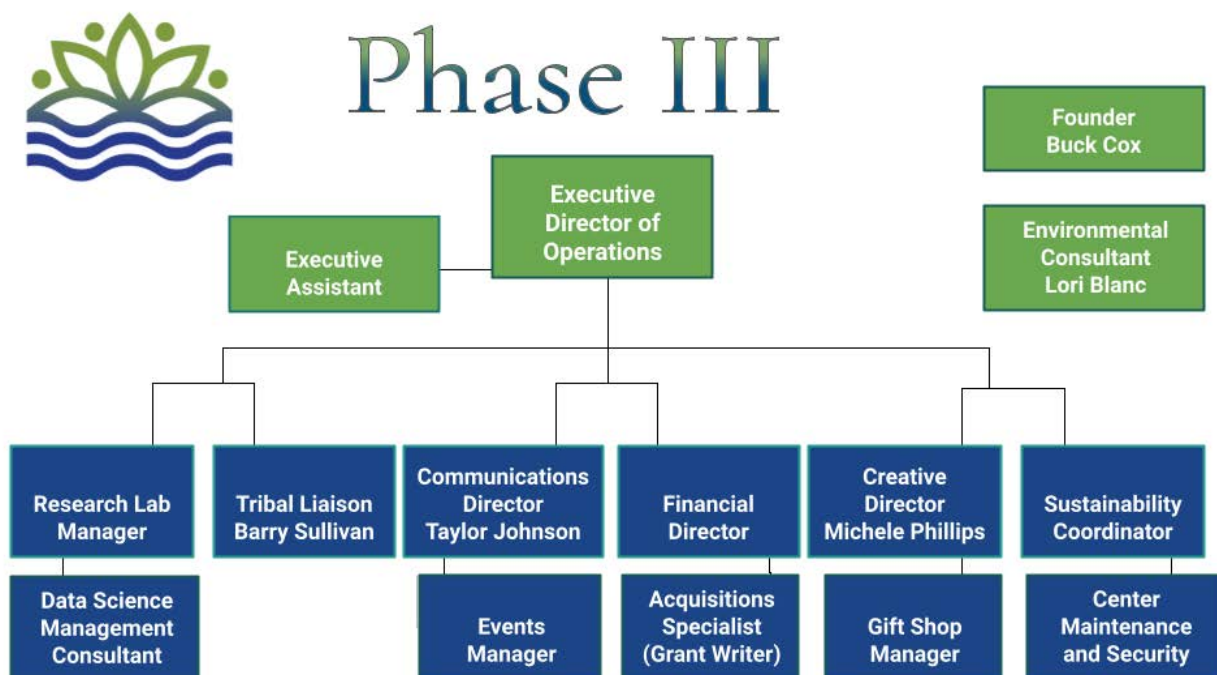 Phase III
Founder
Buck Cox
Executive
Director of
Operations
Executive
Assistant
Environmental
Consultant
Lori Blanc
Research Lab
Manager
Tribal Liaison
Barry Sullivan
Communications
Director
Taylor Johnson
Financial
Director
Creative
Director
Michele Phillips
Sustainability
Coordinator
Data Science
Management
Consultant
Events
Manager
Acquisitions
Specialist
(Grant Writer)
Gift Shop
Manager
Center
Maintenance
and Security